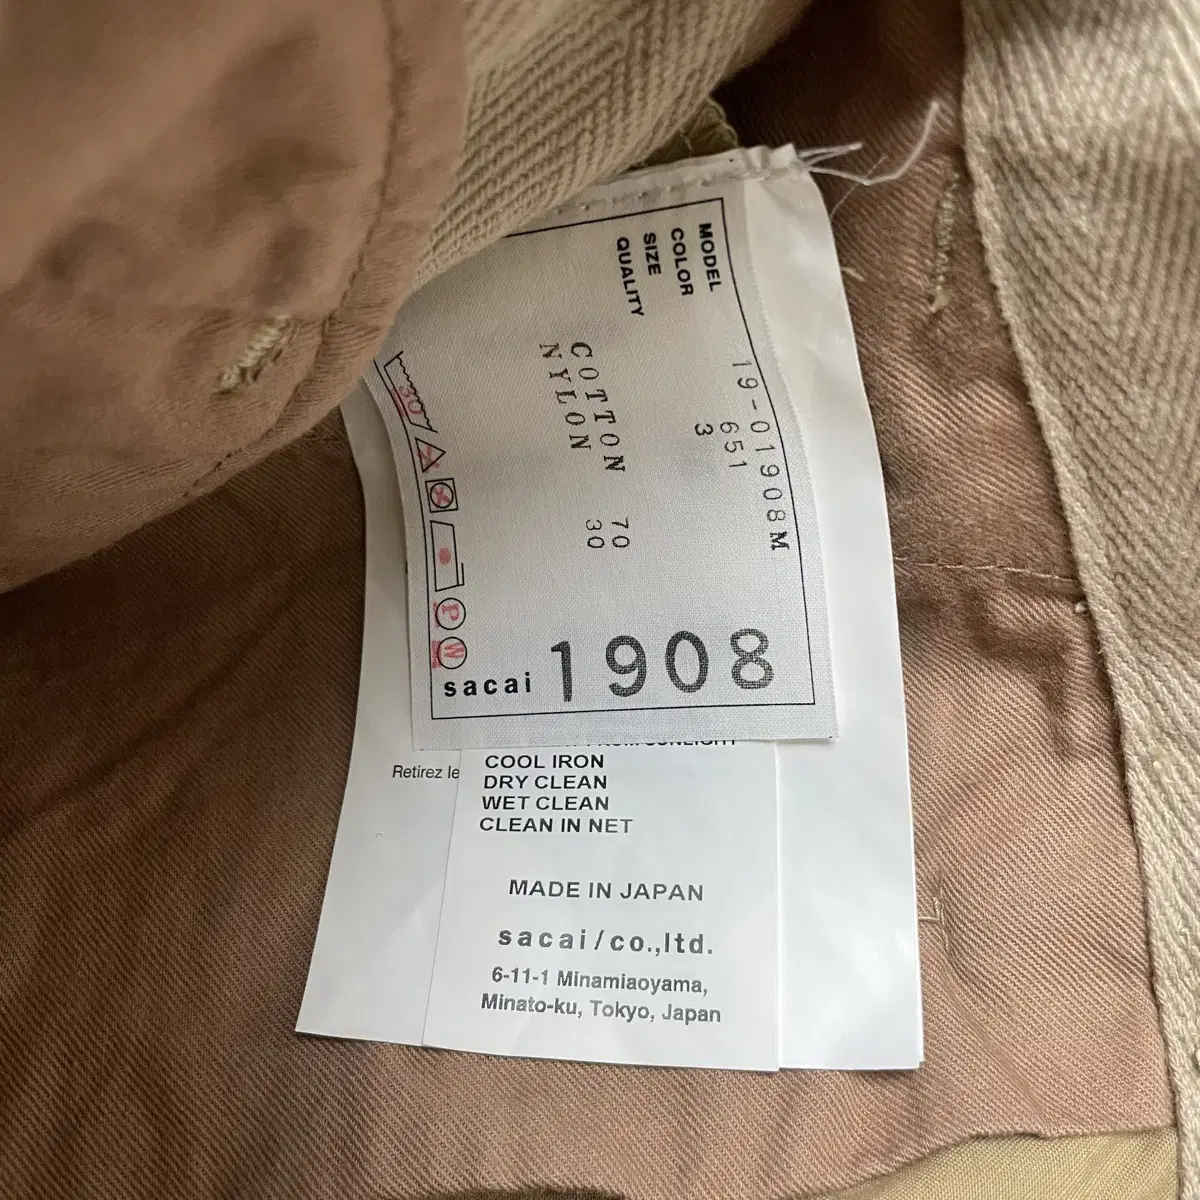 MODEL 19-01908M
COLOR 651
SIZE 3
QUALITY
COTTON 70
NYLON 30
30
P
W
sacai 1908
Retirez le
FROM SUNLIGHT
COOL IRON
DRY CLEAN
WET CLEAN
CLEAN IN NET
MADE IN JAPAN
sacai/co.,ltd.
6-11-1 Minamiaoyama,
Minato-ku, Tokyo, Japan